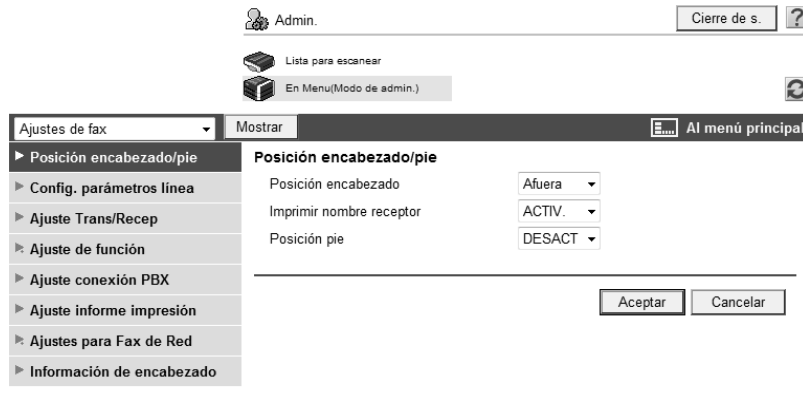 Admin.
Cierre de s.
?
Lista para escanear
En Menu(Modo de admin.)
Ajustes de fax
Mostrar
Al menú principal
Posición encabezado/pie
Config. parámetros línea
Ajuste Trans/Recep
Ajuste de función
Ajuste conexión PBX
Ajuste informe impresión
Ajustes para Fax de Red
Información de encabezado
Posición encabezado/pie
Posición encabezado Afuera
Imprimir nombre receptor ACTIV.
Posición pie DESACT
Aceptar Cancelar